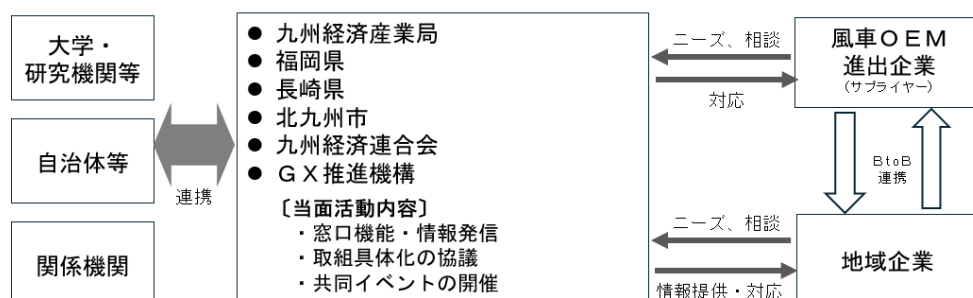 大学・
研究機関等
自治体等
関係機関
連携
● 九州経済産業局
● 福岡県
● 長崎県
● 北九州市
● 九州経済連合会
● GX推進機構
〔当面活動内容〕
・窓口機能・情報発信
・取組具体化の協議
・共同イベントの開催
ニーズ、相談
対応
風車OEM
進出企業
(サプライヤー)
BtoB
連携
ニーズ、相談
情報提供・対応
地域企業